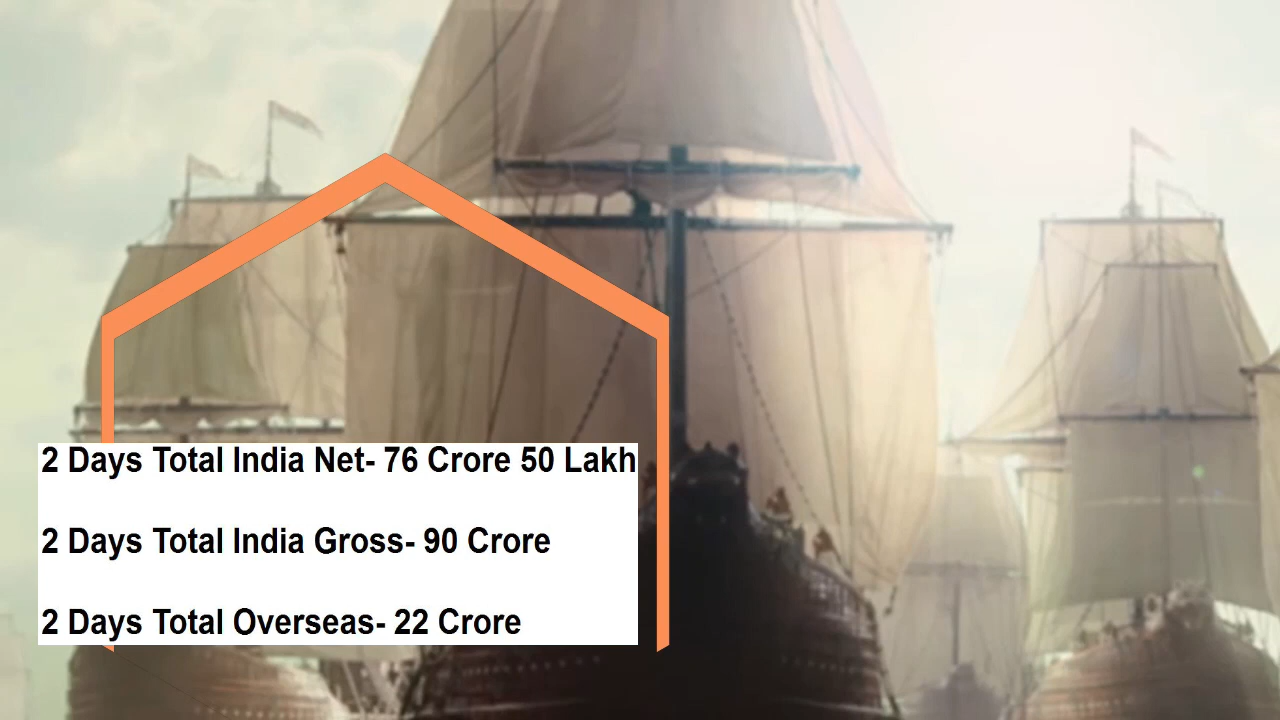 2 Days Total India Net- 76 Crore 50 Lakh
2 Days Total India Gross- 90 Crore
2 Days Total Overseas- 22 Crore